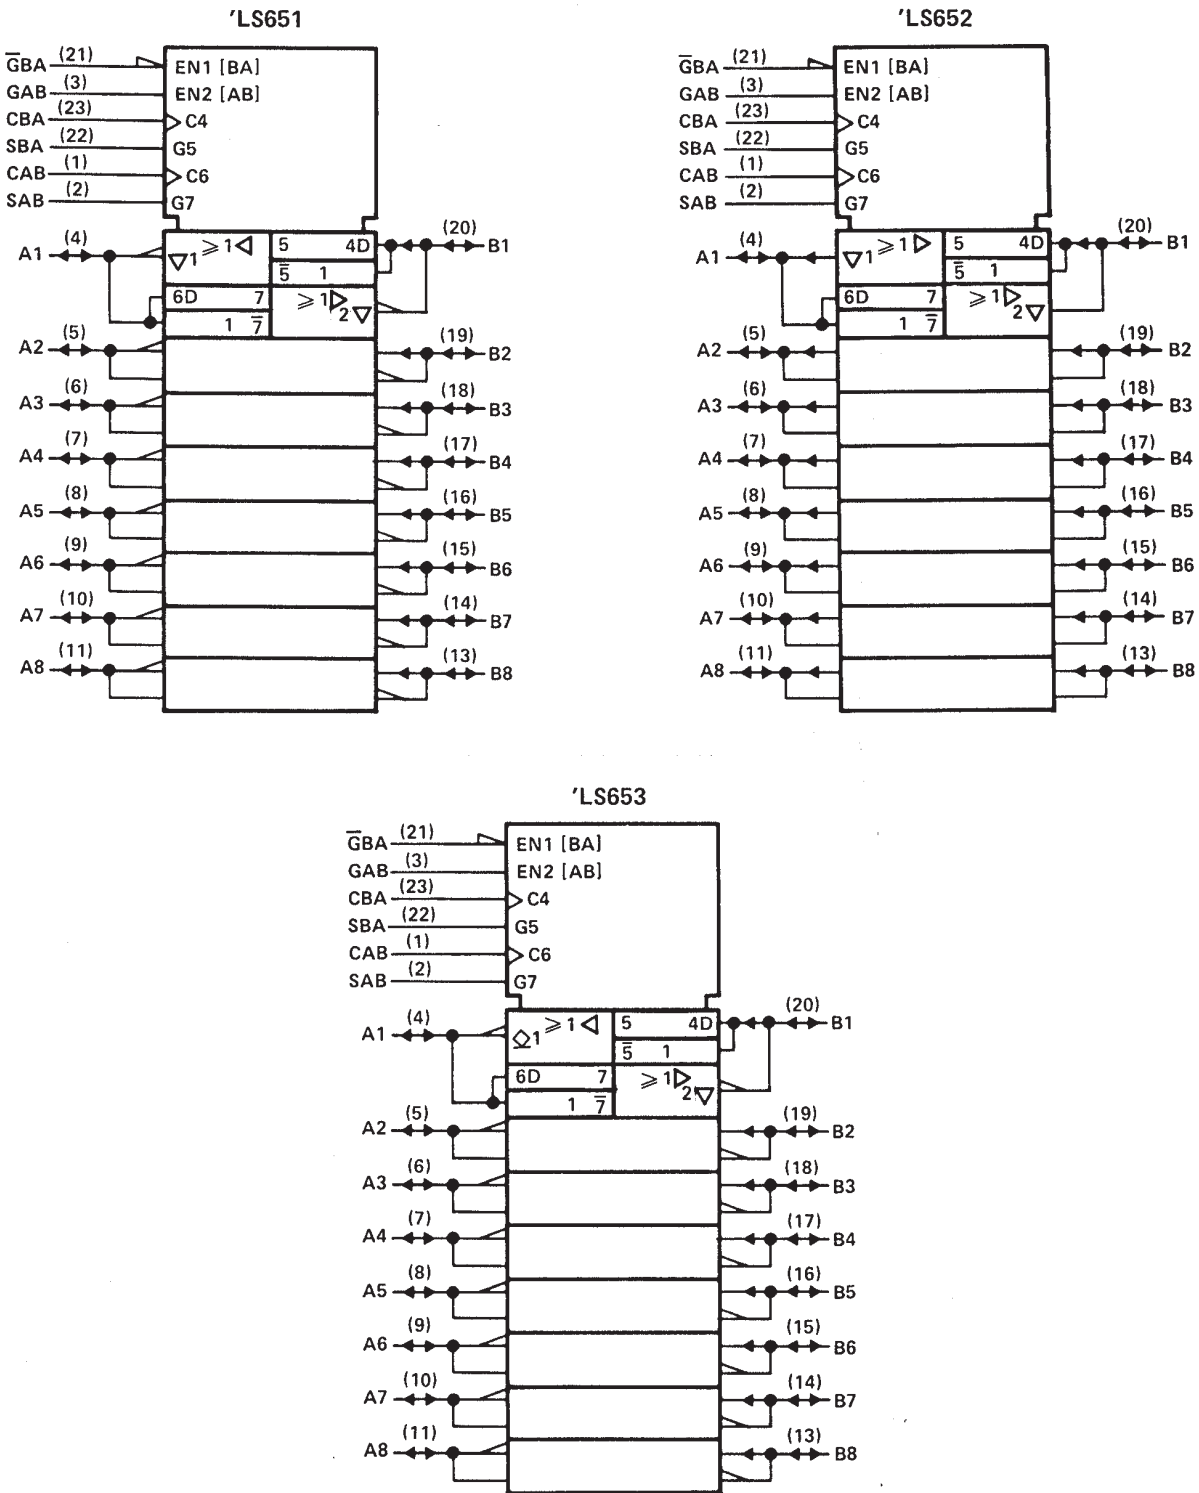 ’LS651
G̅BA (21) EN1 [BA]
GAB (3) EN2 [AB]
CBA (23) C4
SBA (22) G5
CAB (1) C6
SAB (2) G7
A1 (4) ▽1 ≥1 ◁ 5 4D (20) B1
5̅ 1
6D 7 ≥1 ▷ 2▽
1 7̅
A2 (5) (19) B2
A3 (6) (18) B3
A4 (7) (17) B4
A5 (8) (16) B5
A6 (9) (15) B6
A7 (10) (14) B7
A8 (11) (13) B8
’LS652
G̅BA (21) EN1 [BA]
GAB (3) EN2 [AB]
CBA (23) C4
SBA (22) G5
CAB (1) C6
SAB (2) G7
A1 (4) ▽1 ≥1 ▷ 5 4D (20) B1
5̅ 1
6D 7 ≥1 ▷ 2▽
1 7̅
A2 (5) (19) B2
A3 (6) (18) B3
A4 (7) (17) B4
A5 (8) (16) B5
A6 (9) (15) B6
A7 (10) (14) B7
A8 (11) (13) B8
’LS653
G̅BA (21) EN1 [BA]
GAB (3) EN2 [AB]
CBA (23) C4
SBA (22) G5
CAB (1) C6
SAB (2) G7
A1 (4) ◇1 ≥1 ◁ 5 4D (20) B1
5̅ 1
6D 7 ≥1 ▷ 2▽
1 7̅
A2 (5) (19) B2
A3 (6) (18) B3
A4 (7) (17) B4
A5 (8) (16) B5
A6 (9) (15) B6
A7 (10) (14) B7
A8 (11) (13) B8